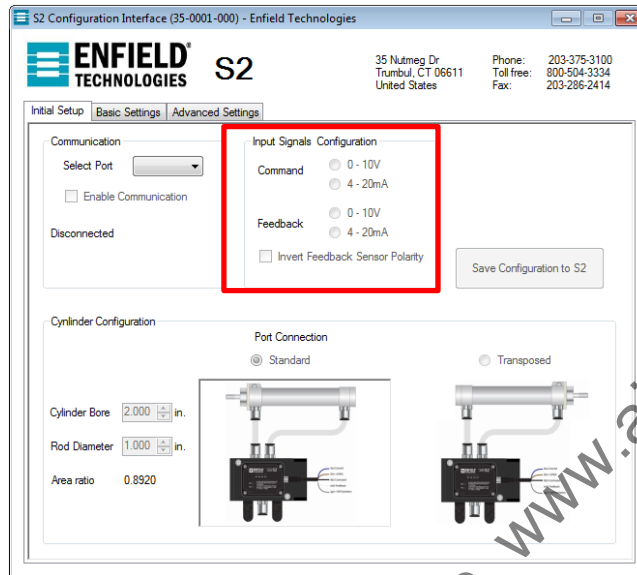 S2 Configuration Interface (35-0001-000) - Enfield Technologies
ENFIELD®
TECHNOLOGIES
S2
35 Nutmeg Dr
Trumbul, CT 06611
United States
Phone: 203-375-3100
Toll free: 800-504-3334
Fax: 203-286-2414
Initial Setup Basic Settings Advanced Settings
Communication
Select Port
Enable Communication
Disconnected
Input Signals Configuration
Command
0 - 10V
4 - 20mA
Feedback
0 - 10V
4 - 20mA
Invert Feedback Sensor Polarity
Save Configuration to S2
Cynlinder Configuration
Port Connection
Standard
Transposed
Cylinder Bore 2.000 in.
Rod Diameter 1.000 in.
Area ratio 0.8920
www.ai